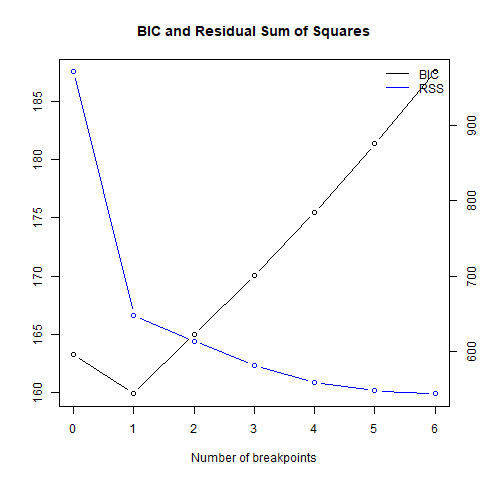 BIC and Residual Sum of Squares
BIC
RSS
185
180
175
170
165
160
900
800
700
600
0 1 2 3 4 5 6
Number of breakpoints